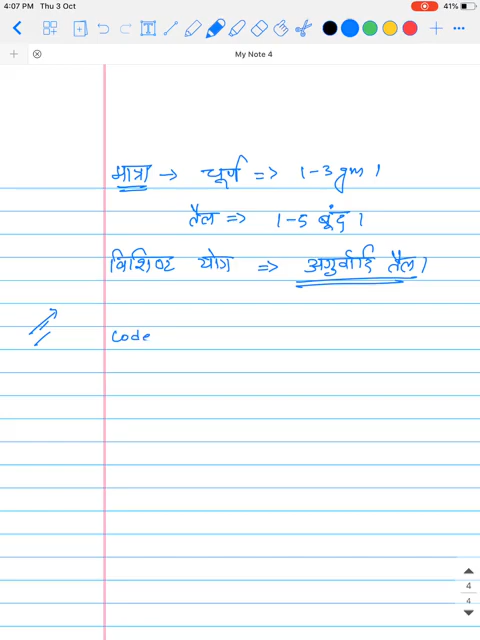 4:07 PM Thu 3 Oct 41%
My Note 4
मात्रा → चूर्ण => 1-3 gm।
तैल => 1-5 बूंद।
विशिष्ट योग => अगुर्वादि तैल।
code
4
4